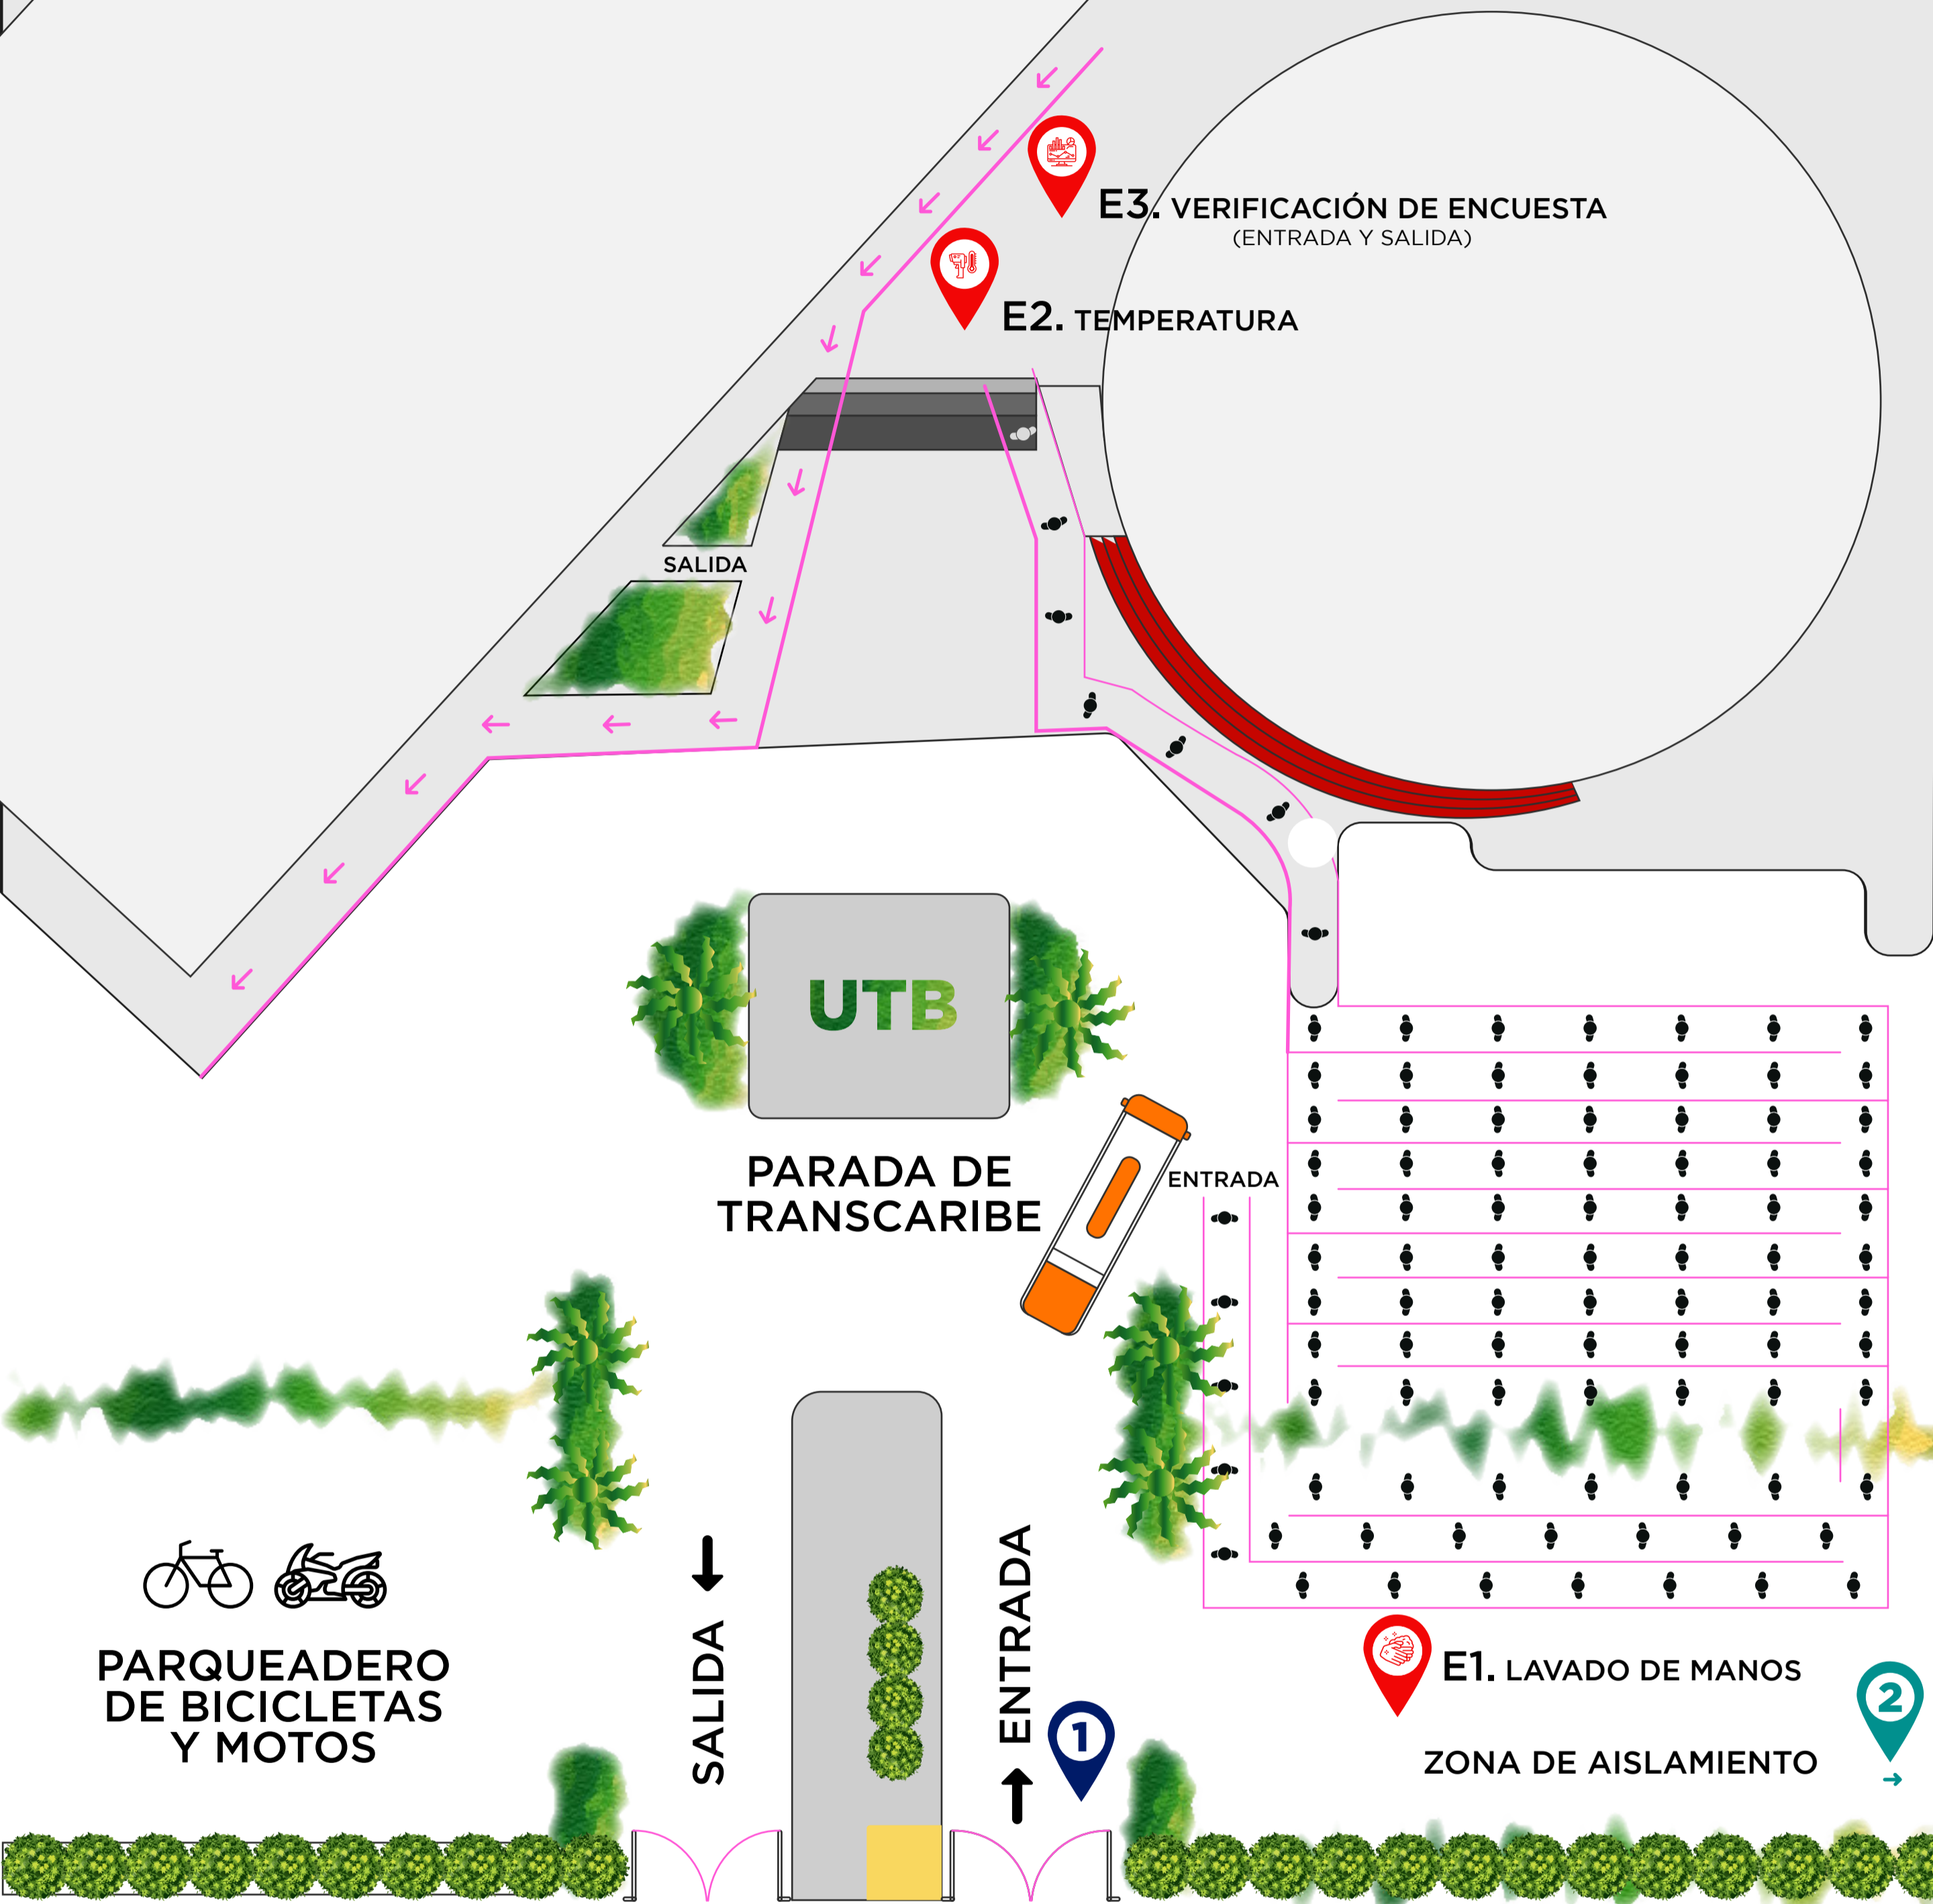 E3. VERIFICACIÓN DE ENCUESTA
(ENTRADA Y SALIDA)
E2. TEMPERATURA
SALIDA
UTB
PARADA DE
TRANSCARIBE
ENTRADA
PARQUEADERO
DE BICICLETAS
Y MOTOS
SALIDA
ENTRADA
1
E1. LAVADO DE MANOS
2
ZONA DE AISLAMIENTO